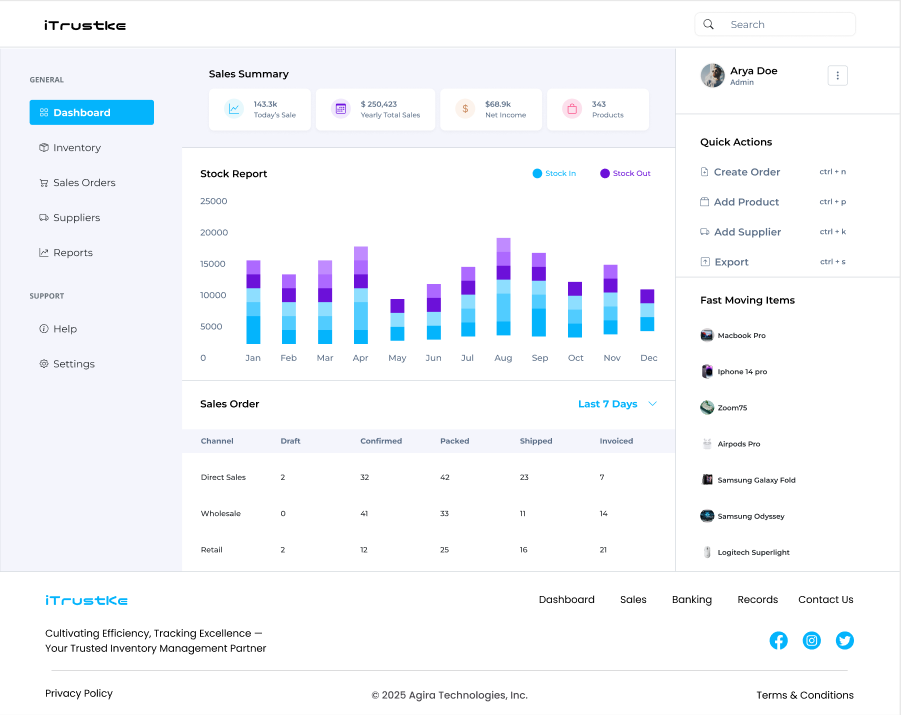 iTrustKe
Search
GENERAL
Dashboard
Inventory
Sales Orders
Suppliers
Reports
SUPPORT
Help
Settings
Sales Summary
143.3k
Today's Sale
$ 250,423
Yearly Total Sales
$
$68.9k
Net Income
343
Products
Stock Report
Stock In
Stock Out
25000
20000
15000
10000
5000
0
Jan Feb Mar Apr May Jun Jul Aug Sep Oct Nov Dec
Sales Order
Last 7 Days
Channel Draft Confirmed Packed Shipped Invoiced
Direct Sales 2 32 42 23 7
Wholesale 0 41 33 11 14
Retail 2 12 25 16 21
Arya Doe
Admin
Quick Actions
Create Order ctrl + n
Add Product ctrl + p
Add Supplier ctrl + k
Export ctrl + s
Fast Moving Items
Macbook Pro
Iphone 14 pro
Zoom75
Airpods Pro
Samsung Galaxy Fold
Samsung Odyssey
Logitech Superlight
iTrustKe
Dashboard Sales Banking Records Contact Us
Cultivating Efficiency, Tracking Excellence —
Your Trusted Inventory Management Partner
Privacy Policy
© 2025 Agira Technologies, Inc.
Terms & Conditions